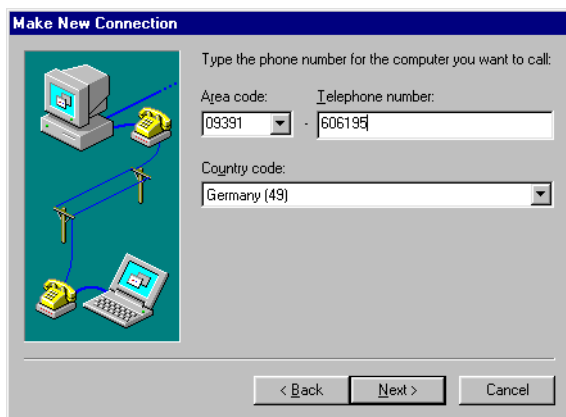 Make New Connection
Type the phone number for the computer you want to call:
Area code: Telephone number:
09391 - 606195
Country code:
Germany (49)
< Back Next > Cancel